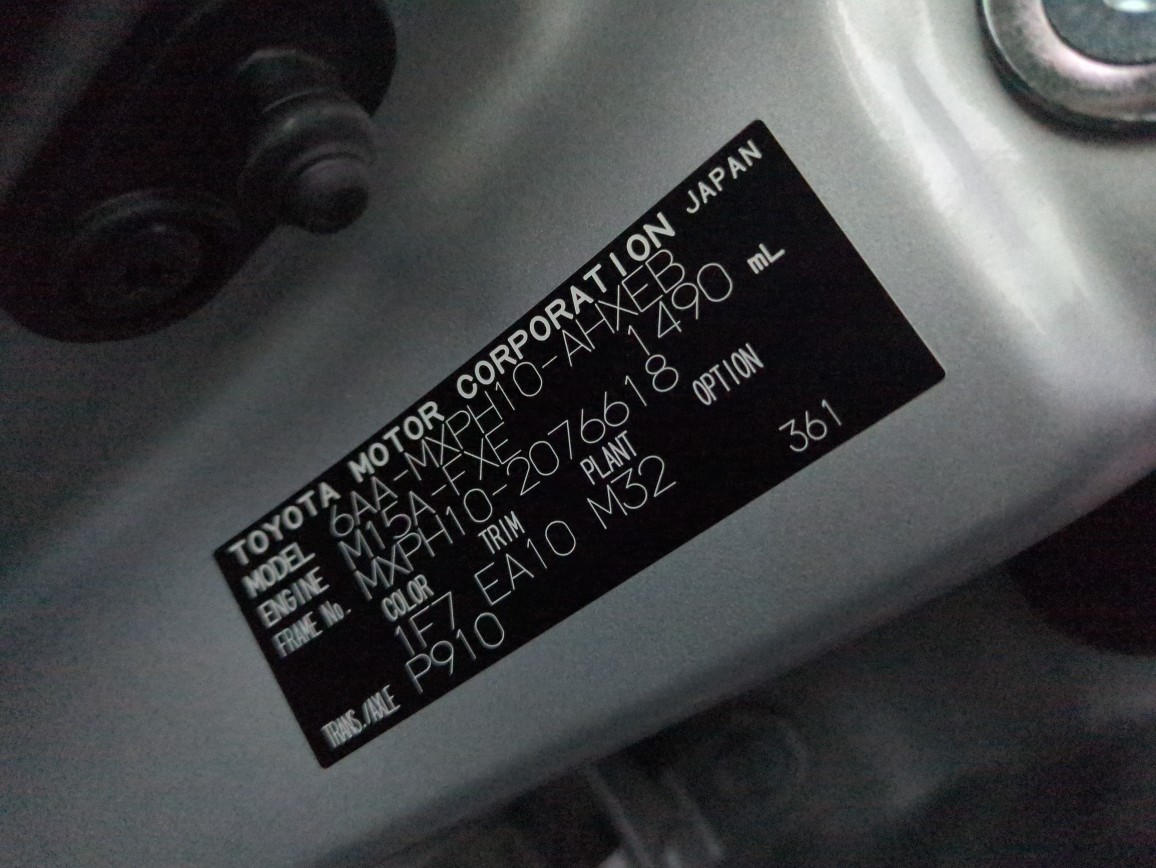 TOYOTA MOTOR CORPORATION JAPAN
MODEL 6AA-MXPH10-AHXEB
ENGINE M15A-FXE 1490 mL
FRAME No. MXPH10-2076618
COLOR TRIM PLANT OPTION
1F7 EA10 M32
TRANS./AXLE P910 361